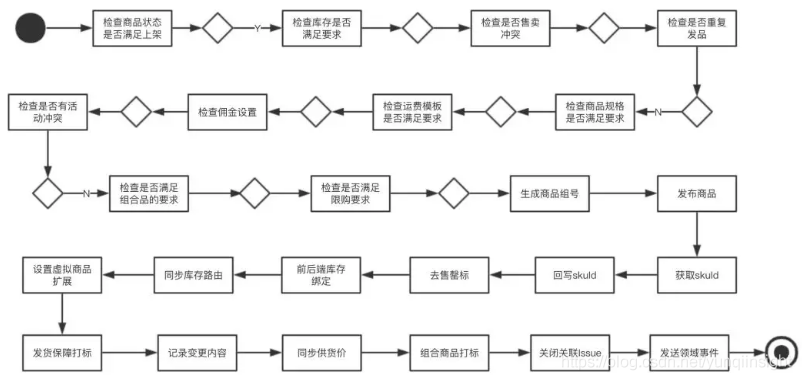 检查商品状态
是否满足上架
Y
检查库存是否
满足要求
检查是否售卖
冲突
检查是否重复
发品
检查是否有活
动冲突
检查佣金设置
检查运费模板
是否满足要求
检查商品规格
是否满足要求
N
N
检查是否满足
组合品的要求
检查是否满足
限购要求
生成商品组号
发布商品
设置虚拟商品
扩展
同步库存路由
前后端库存
绑定
去售罄标
回写skuId
获取skuId
发货保障打标
记录变更内容
同步供货价
组合商品打标
关闭关联Issue
发送领域事件
https://blog.csdn.net/yunqiinsight